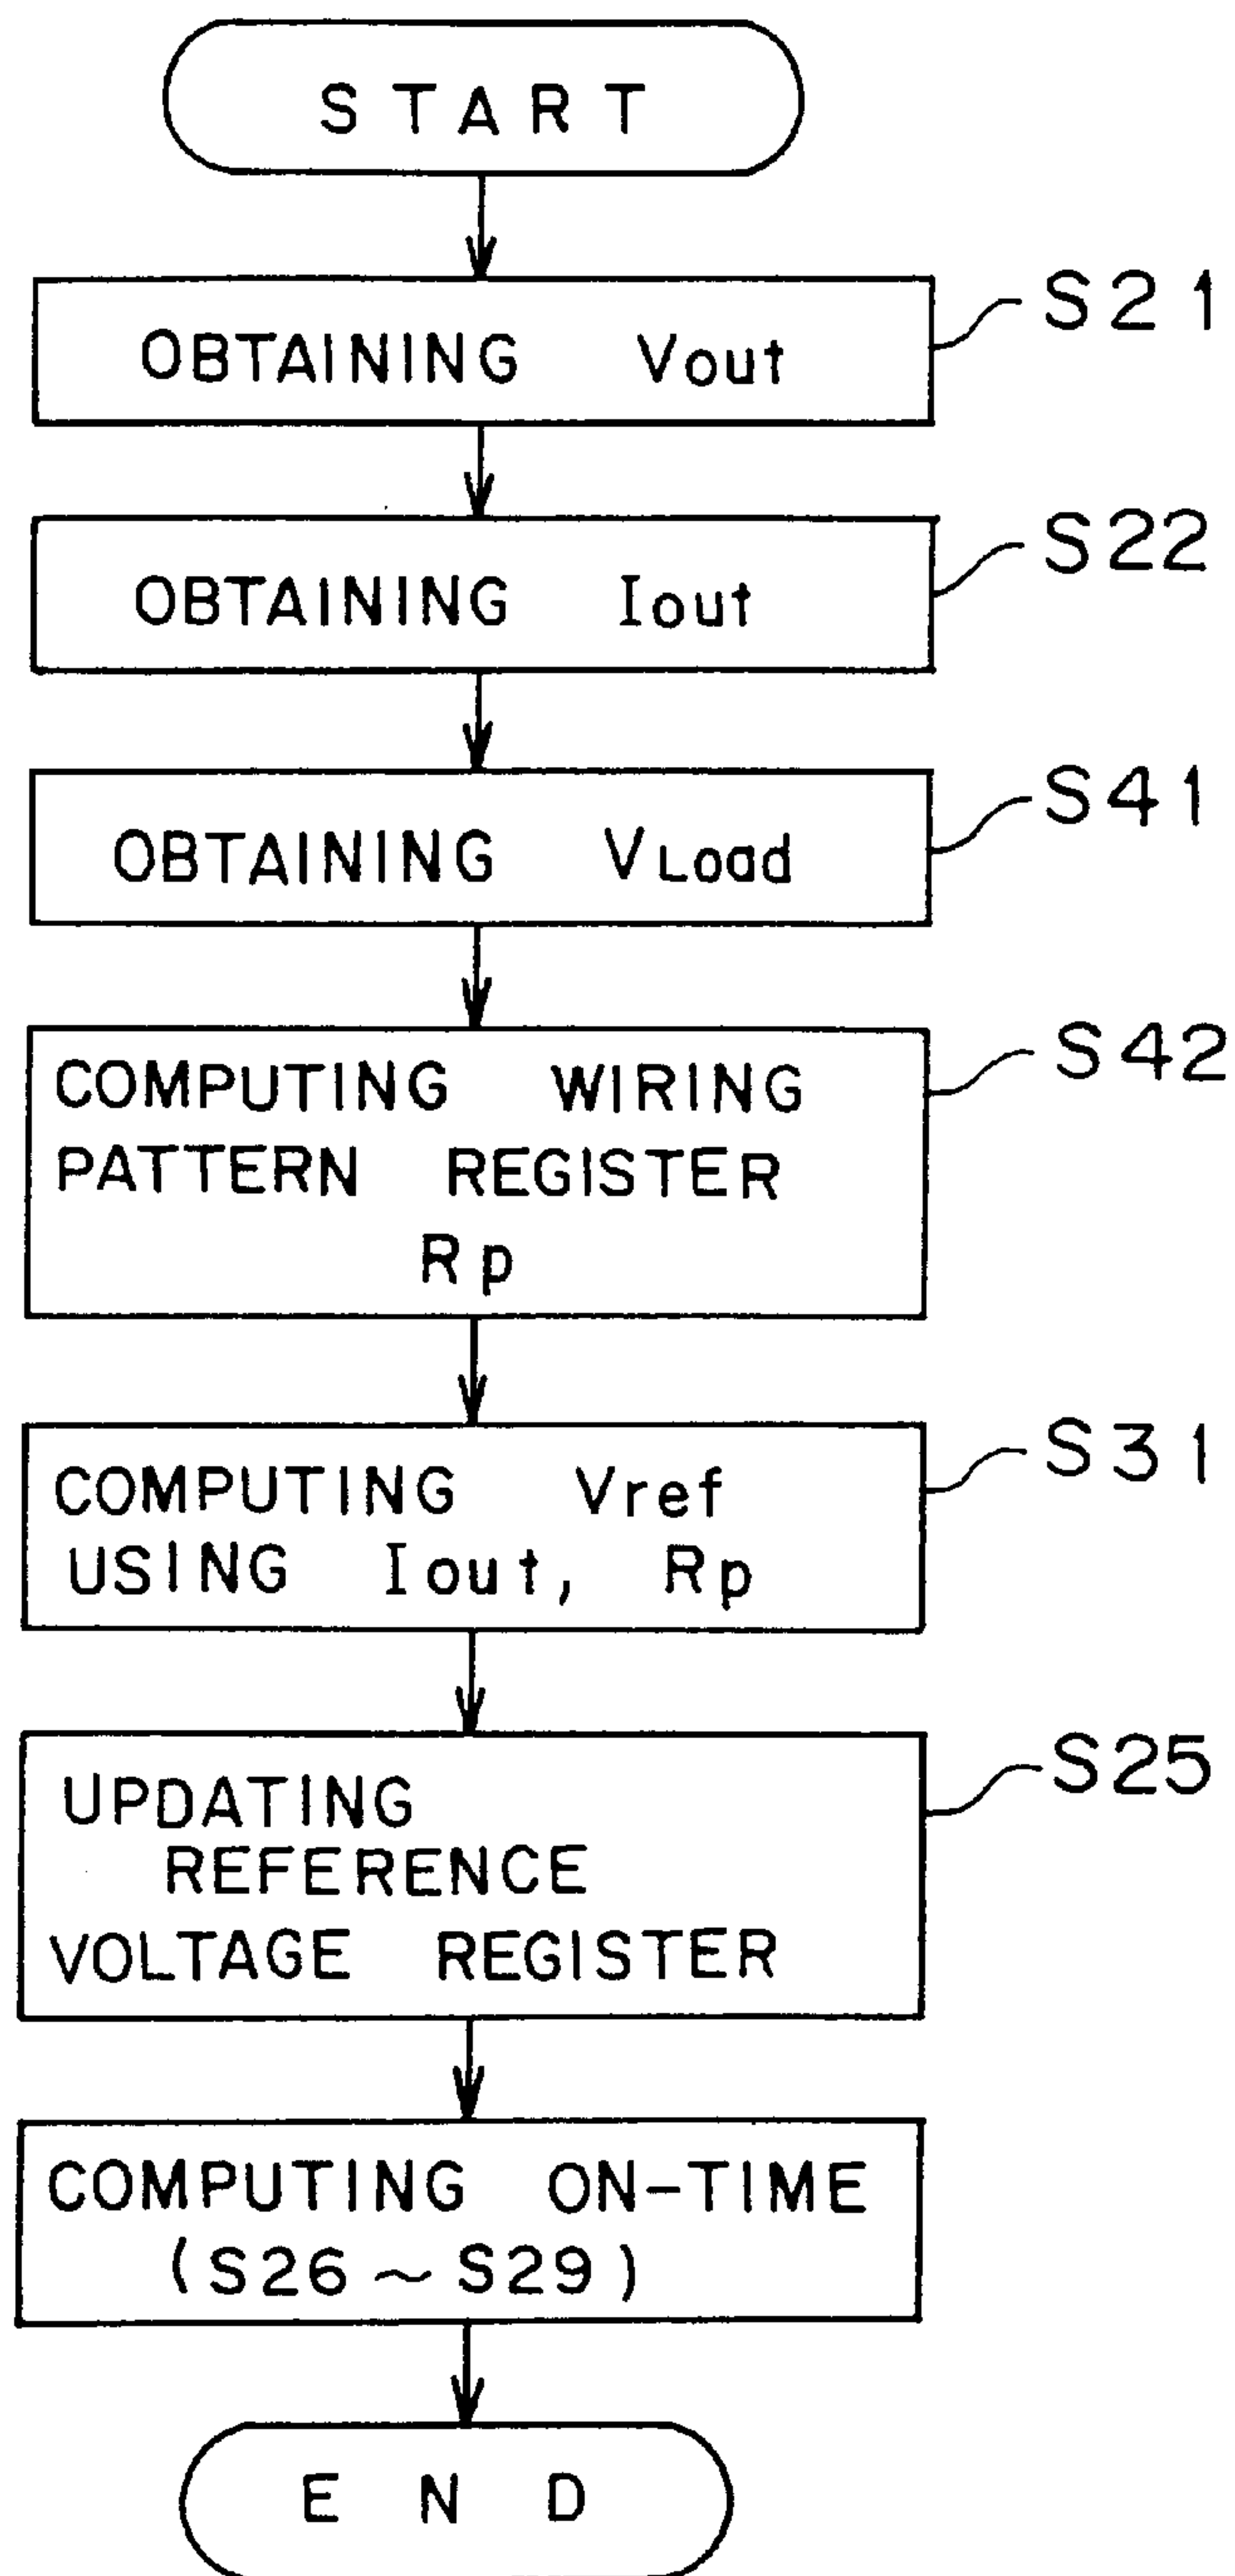 START
OBTAINING Vout
S21
OBTAINING Iout
S22
OBTAINING VLoad
S41
COMPUTING WIRING
PATTERN REGISTER
Rp
S42
COMPUTING Vref
USING Iout, Rp
S31
UPDATING
REFERENCE
VOLTAGE REGISTER
S25
COMPUTING ON-TIME
(S26~S29)
END